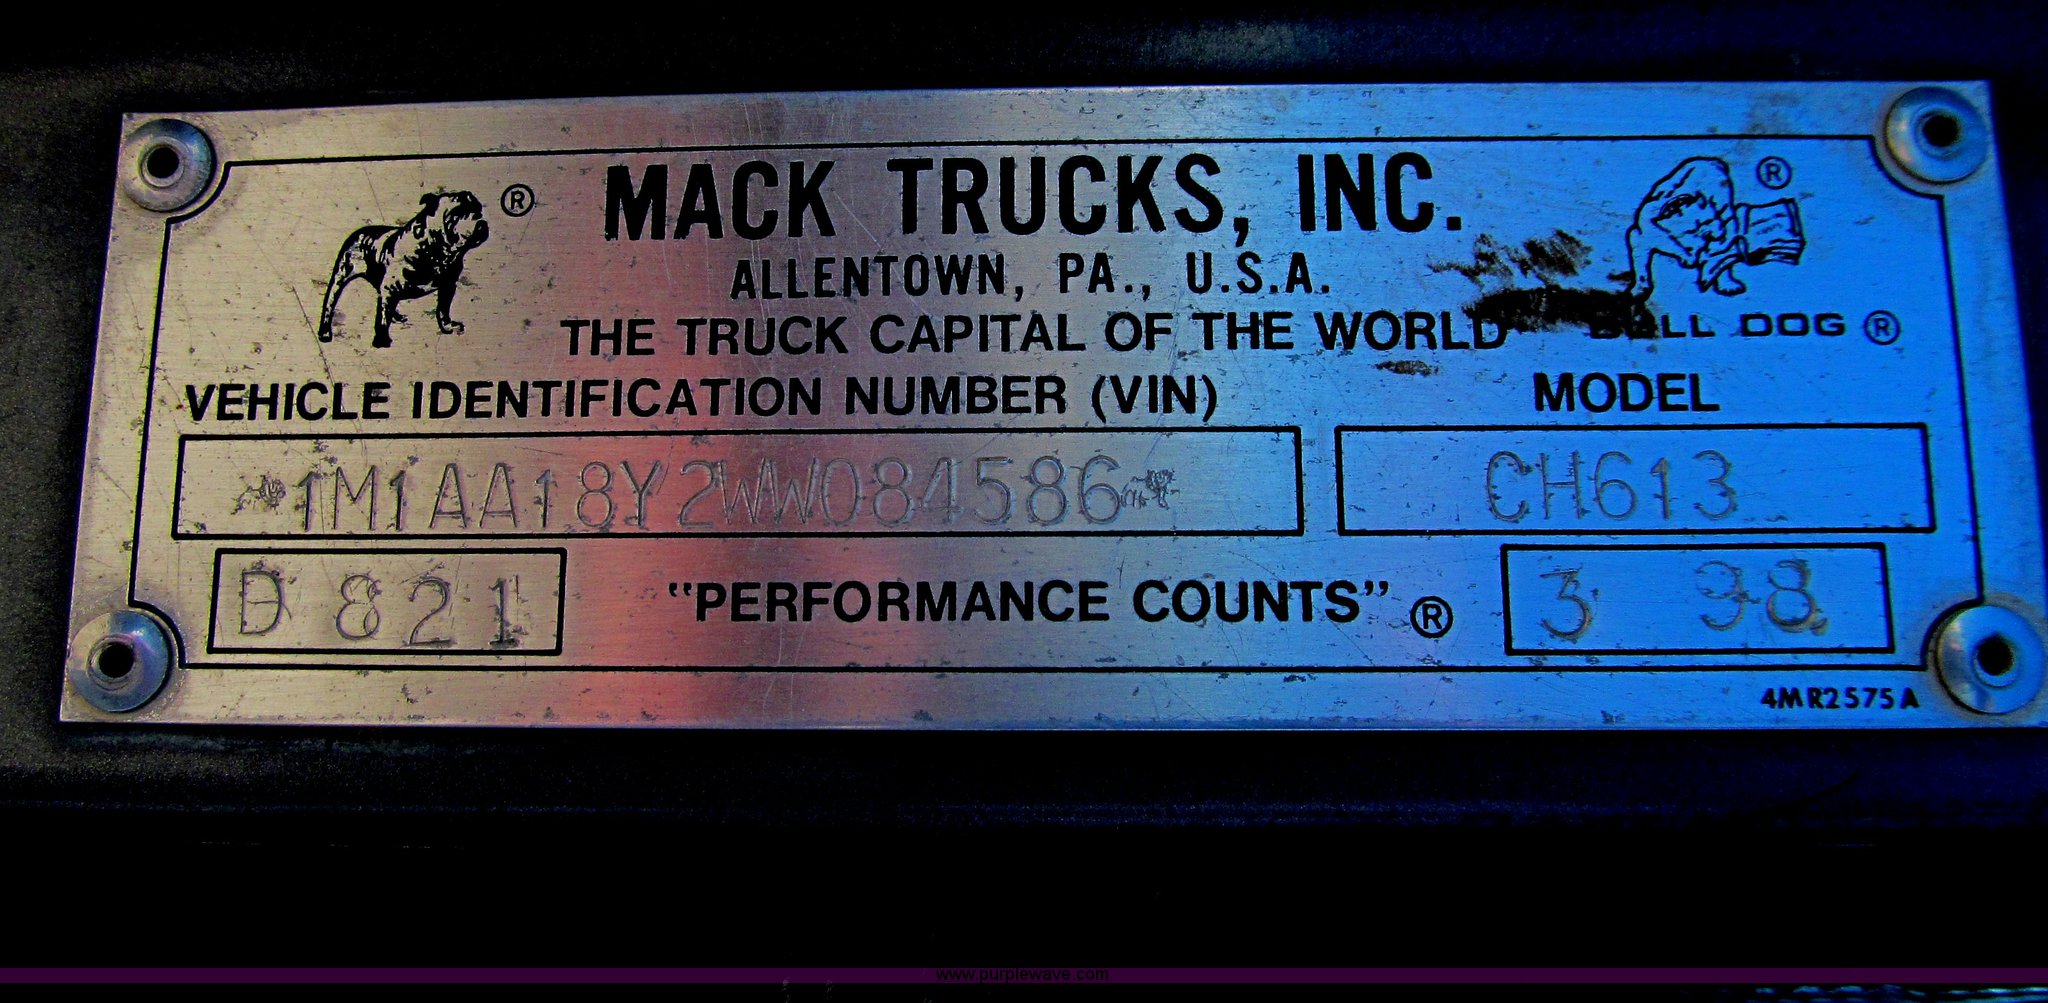 MACK TRUCKS, INC.
® ®
ALLENTOWN, PA., U.S.A.
THE TRUCK CAPITAL OF THE WORLD BULL DOG ®
VEHICLE IDENTIFICATION NUMBER (VIN) MODEL
1M1AA18Y2WW084586 CH613
D 821 "PERFORMANCE COUNTS" ® 3 98
4MR2575A
www.purplewave.com